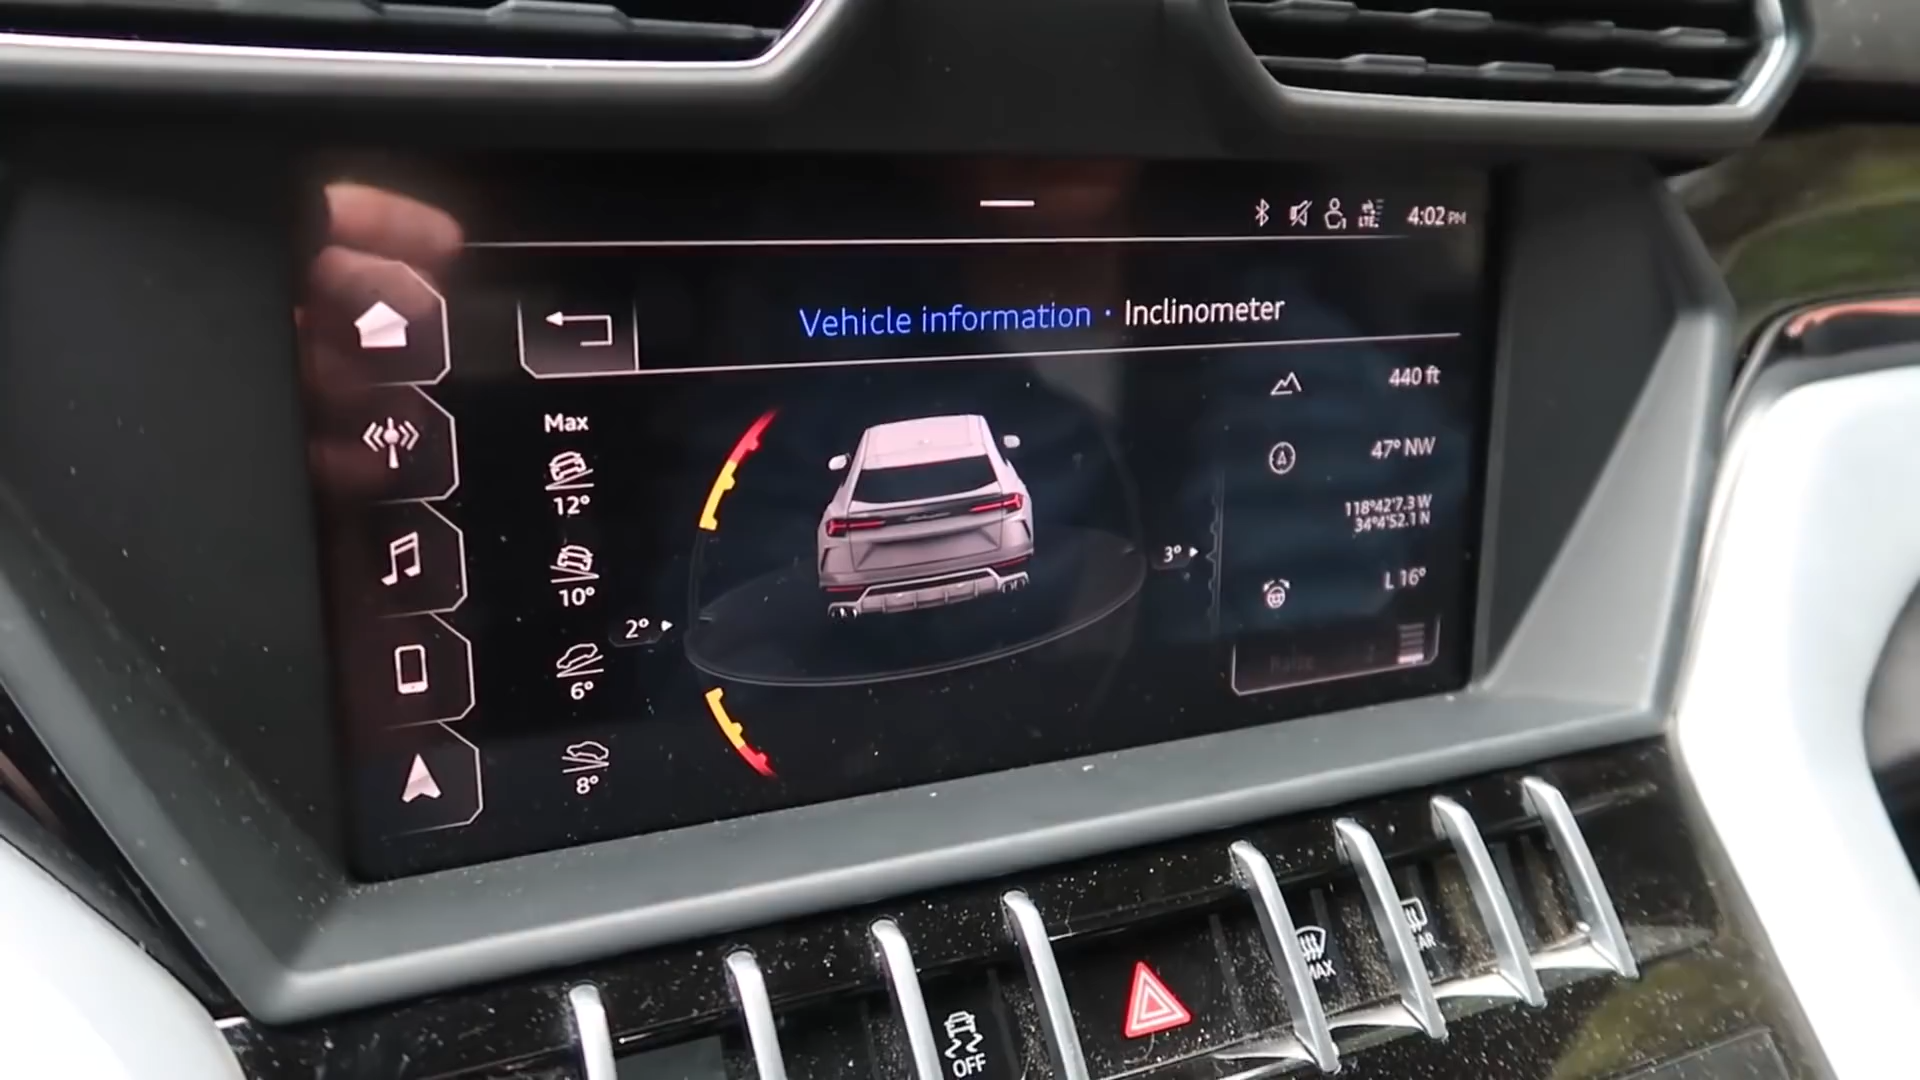 LTE
4:02 PM
Vehicle information • Inclinometer
Max
12°
10°
6°
8°
2°
3°
440 ft
47° NW
118°42'7.3 W
34°4'52.1 N
L 16°
OFF
MAX